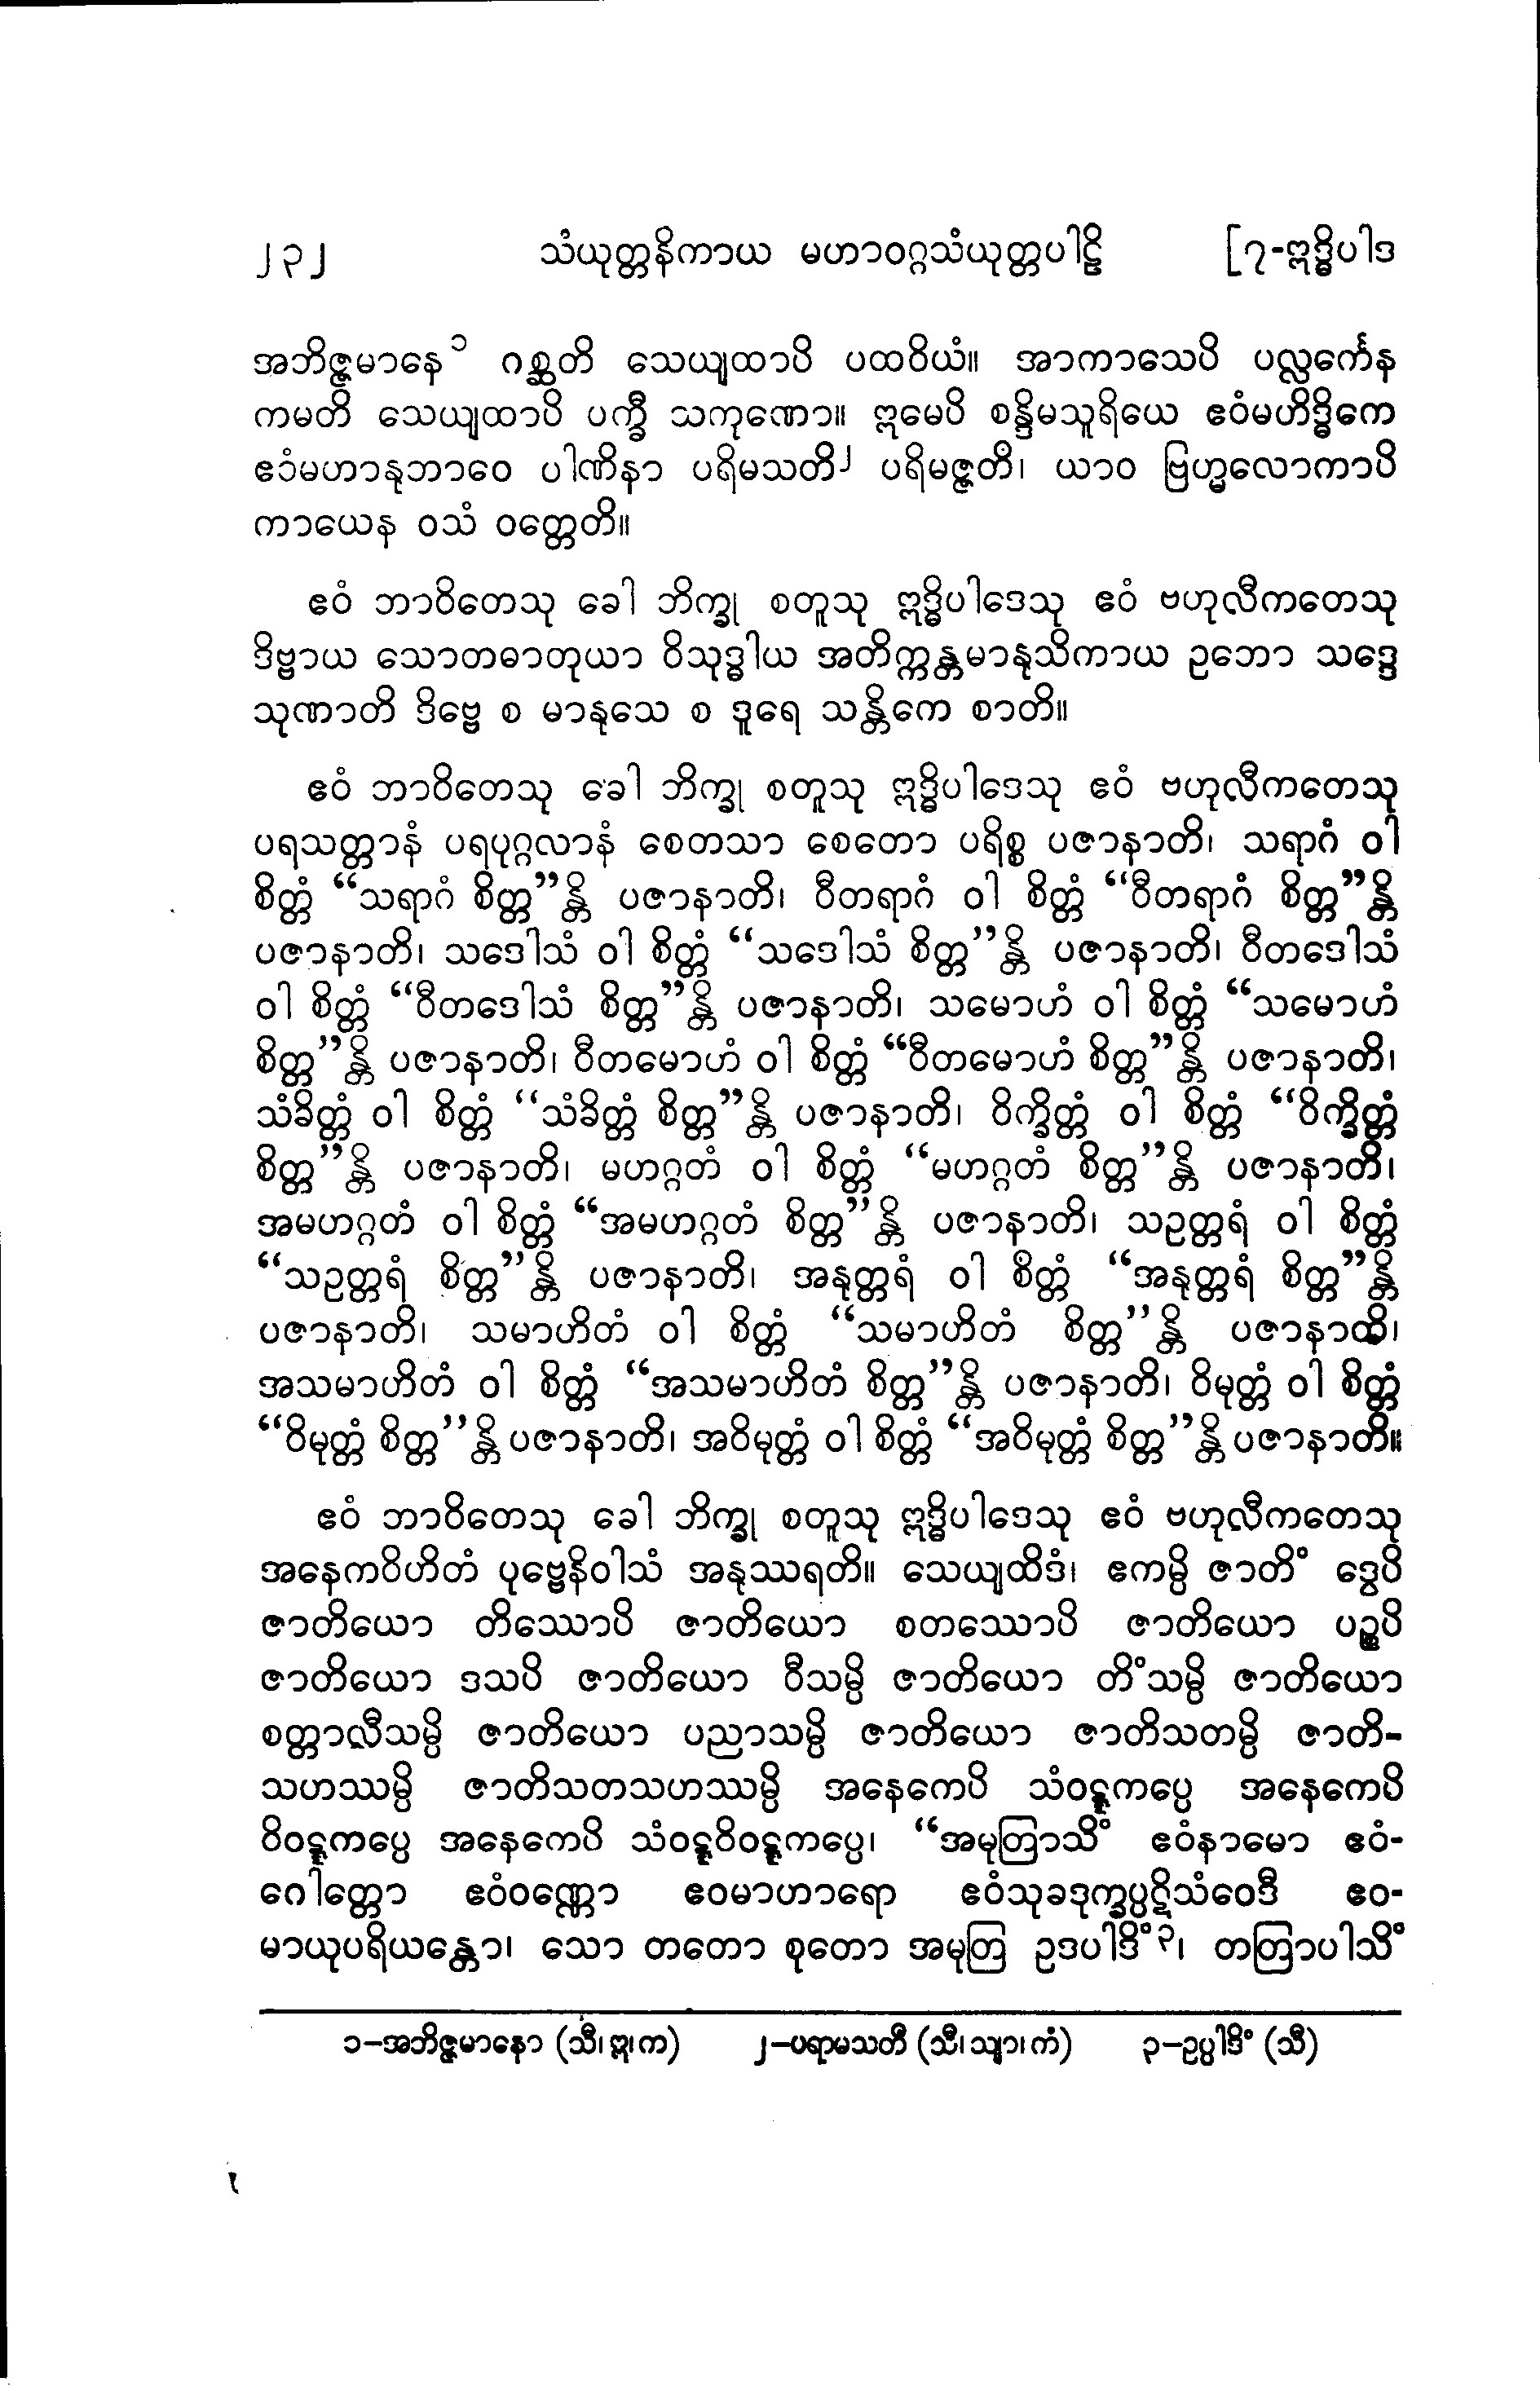 ၂၃၂ သံယုတ္တနိကာယ မဟာဝဂ္ဂသံယုတ္တပါဠိ [၇-ဣဒ္ဓိပါဒ
အဘိဇ္ဇမာနေ၁ ဂစ္ဆတိ သေယျထာပိ ပထဝိယံ။ အာကာသေပိ ပလ္လင်္ကေန
ကမတိ သေယျထာပိ ပက္ခီ သကုဏော။ ဣမေပိ စန္ဒိမသူရိယေ ဧဝံမဟိဒ္ဓိကေ
ဧဝံမဟာနုဘာဝေ ပါဏိနာ ပရိမသတိ၂ ပရိမဇ္ဇတိ၊ ယာဝ ဗြဟ္မလောကာပိ
ကာယေန ဝသံ ဝတ္တေတိ။
ဧဝံ ဘာဝိတေသု ခေါ ဘိက္ခု စတူသု ဣဒ္ဓိပါဒေသု ဧဝံ ဗဟုလီကတေသု
ဒိဗ္ဗာယ သောတဓာတုယာ ဝိသုဒ္ဓါယ အတိက္ကန္တမာနုသိကာယ ဥဘော သဒ္ဒေ
သုဏာတိ ဒိဗ္ဗေ စ မာနုသေ စ ဒူရေ သန္တိကေ စာတိ။
ဧဝံ ဘာဝိတေသု ခေါ ဘိက္ခု စတူသု ဣဒ္ဓိပါဒေသု ဧဝံ ဗဟုလီကတေသု
ပရသတ္တာနံ ပရပုဂ္ဂလာနံ စေတသာ စေတော ပရိစ္စ ပဇာနာတိ၊ သရာဂံ ဝါ
စိတ္တံ “သရာဂံ စိတ္တ”န္တိ ပဇာနာတိ၊ ဝီတရာဂံ ဝါ စိတ္တံ “ဝီတရာဂံ စိတ္တ”န္တိ
ပဇာနာတိ၊ သဒေါသံ ဝါ စိတ္တံ “သဒေါသံ စိတ္တ”န္တိ ပဇာနာတိ၊ ဝီတဒေါသံ
ဝါ စိတ္တံ “ဝီတဒေါသံ စိတ္တ”န္တိ ပဇာနာတိ၊ သမောဟံ ဝါ စိတ္တံ “သမောဟံ
စိတ္တ”န္တိ ပဇာနာတိ၊ ဝီတမောဟံ ဝါ စိတ္တံ “ဝီတမောဟံ စိတ္တ”န္တိ ပဇာနာတိ၊
သံခိတ္တံ ဝါ စိတ္တံ “သံခိတ္တံ စိတ္တ”န္တိ ပဇာနာတိ၊ ဝိက္ခိတ္တံ ဝါ စိတ္တံ “ဝိက္ခိတ္တံ
စိတ္တ”န္တိ ပဇာနာတိ၊ မဟဂ္ဂတံ ဝါ စိတ္တံ “မဟဂ္ဂတံ စိတ္တ”န္တိ ပဇာနာတိ၊
အမဟဂ္ဂတံ ဝါ စိတ္တံ “အမဟဂ္ဂတံ စိတ္တ”န္တိ ပဇာနာတိ၊ သဥတ္တရံ ဝါ စိတ္တံ
“သဥတ္တရံ စိတ္တ”န္တိ ပဇာနာတိ၊ အနုတ္တရံ ဝါ စိတ္တံ “အနုတ္တရံ စိတ္တ”န္တိ
ပဇာနာတိ၊ သမာဟိတံ ဝါ စိတ္တံ “သမာဟိတံ စိတ္တ”န္တိ ပဇာနာတိ၊
အသမာဟိတံ ဝါ စိတ္တံ “အသမာဟိတံ စိတ္တ”န္တိ ပဇာနာတိ၊ ဝိမုတ္တံ ဝါ စိတ္တံ
“ဝိမုတ္တံ စိတ္တ”န္တိ ပဇာနာတိ၊ အဝိမုတ္တံ ဝါ စိတ္တံ “အဝိမုတ္တံ စိတ္တ”န္တိ ပဇာနာတိ။
ဧဝံ ဘာဝိတေသု ခေါ ဘိက္ခု စတူသု ဣဒ္ဓိပါဒေသု ဧဝံ ဗဟုလီကတေသု
အနေကဝိဟိတံ ပုဗ္ဗေနိဝါသံ အနုဿရတိ။ သေယျထိဒံ၊ ဧကမ္ပိ ဇာတိံ ဒွေပိ
ဇာတိယော တိဿောပိ ဇာတိယော စတဿောပိ ဇာတိယော ပဉ္စပိ
ဇာတိယော ဒသပိ ဇာတိယော ဝီသမ္ပိ ဇာတိယော တိံသမ္ပိ ဇာတိယော
စတ္တာလီသမ္ပိ ဇာတိယော ပညာသမ္ပိ ဇာတိယော ဇာတိသတမ္ပိ ဇာတိ-
သဟဿမ္ပိ ဇာတိသတသဟဿမ္ပိ အနေကေပိ သံဝဋ္ဋကပ္ပေ အနေကေပိ
ဝိဝဋ္ဋကပ္ပေ အနေကေပိ သံဝဋ္ဋဝိဝဋ္ဋကပ္ပေ၊ “အမုတြာသိံ ဧဝံနာမော ဧဝံ-
ဂေါတ္တော ဧဝံဝဏ္ဏော ဧဝမာဟာရော ဧဝံသုခဒုက္ခပ္ပဋိသံဝေဒီ ဧဝ-
မာယုပရိယန္တော၊ သော တတော စုတော အမုတြ ဥဒပါဒိံ၃၊ တတြာပါသိံ
၁-အဘိဇ္ဇမာနော (သီ၊ ဣ၊ က) ၂-ပရာမသတိ (သီ၊ သျာ၊ ကံ) ၃-ဥပ္ပါဒိံ (သီ)